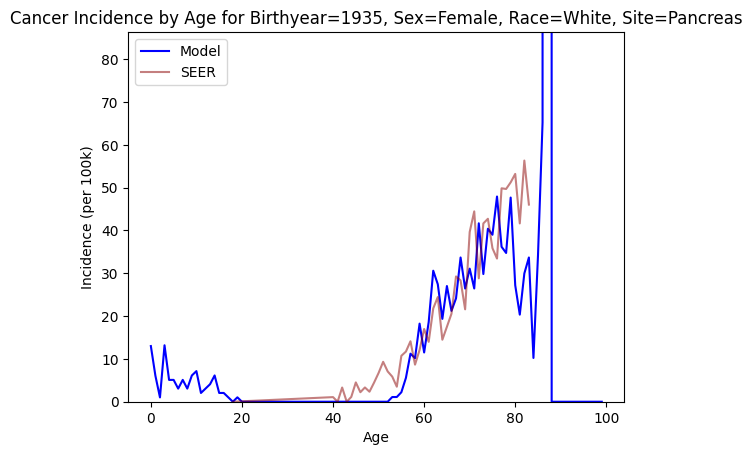 Cancer Incidence by Age for Birthyear=1935, Sex=Female, Race=White, Site=Pancreas
Model
SEER
Incidence (per 100k)
80
70
60
50
40
30
20
10
0
0 20 40 60 80 100
Age